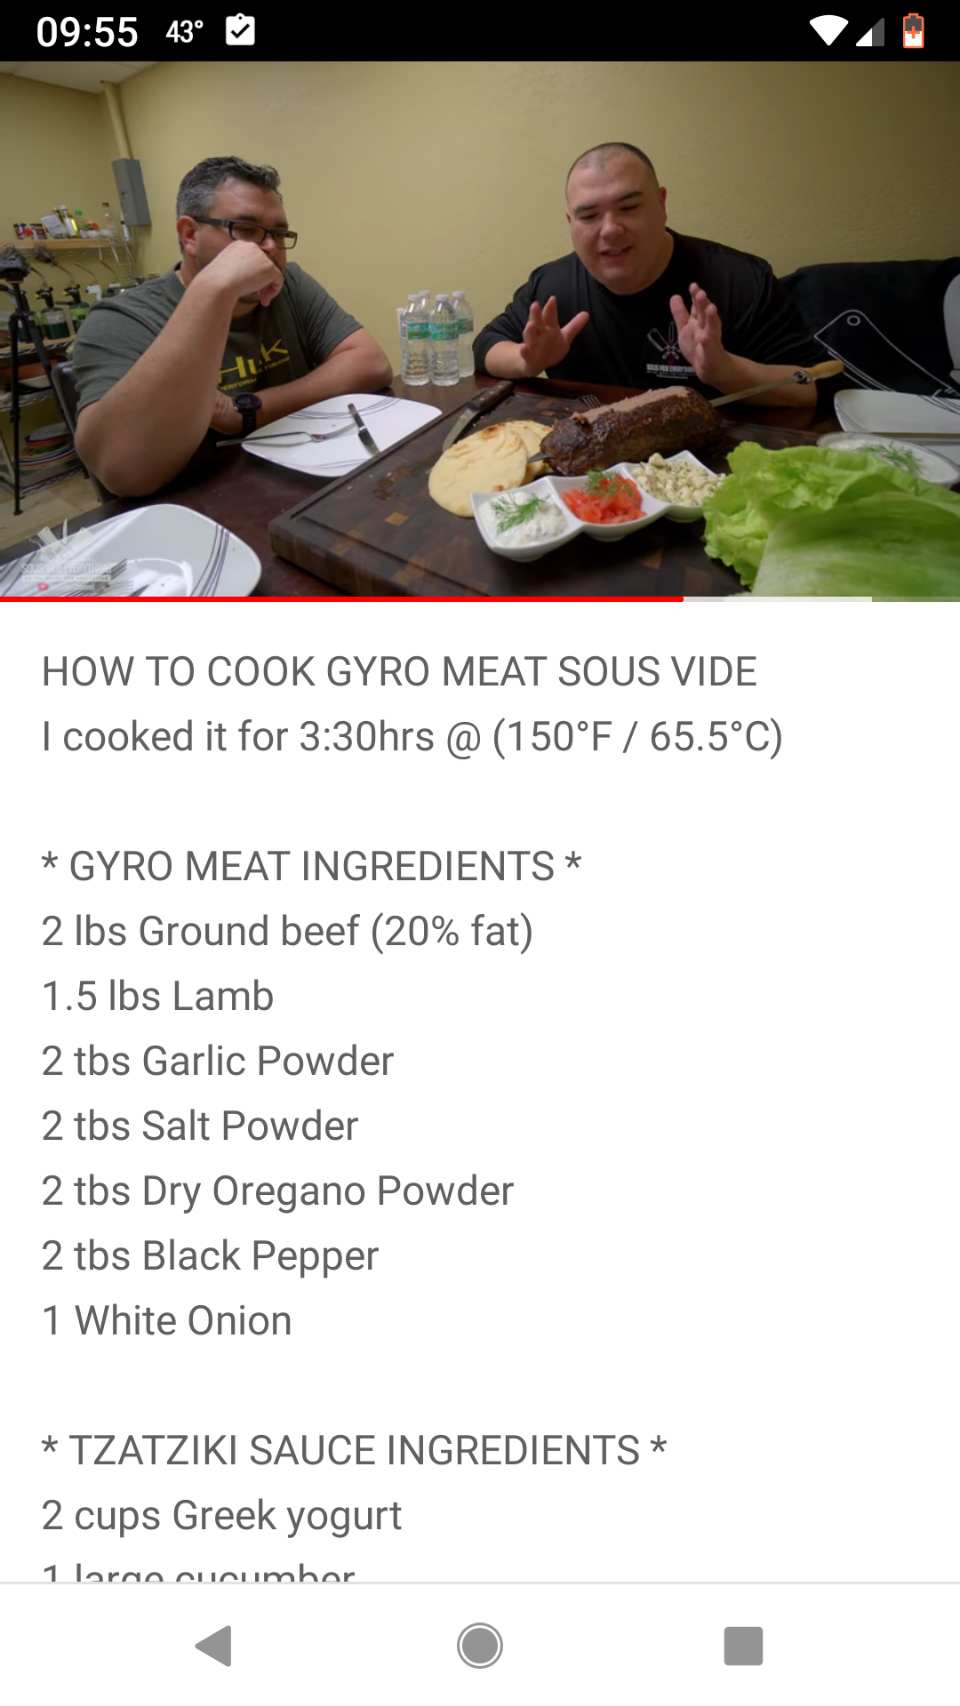 09:55 43°
HOW TO COOK GYRO MEAT SOUS VIDE
I cooked it for 3:30hrs @ (150°F / 65.5°C)
* GYRO MEAT INGREDIENTS *
2 lbs Ground beef (20% fat)
1.5 lbs Lamb
2 tbs Garlic Powder
2 tbs Salt Powder
2 tbs Dry Oregano Powder
2 tbs Black Pepper
1 White Onion
* TZATZIKI SAUCE INGREDIENTS *
2 cups Greek yogurt
1 large cucumber